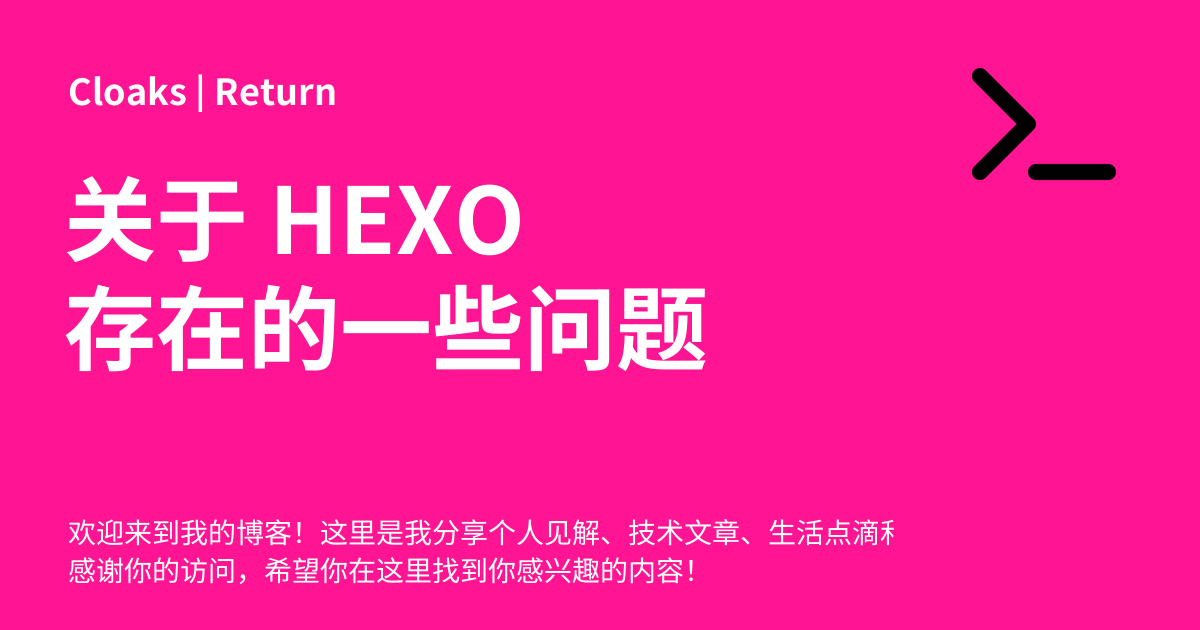 Cloaks | Return
关于 HEXO
存在的一些问题
欢迎来到我的博客！这里是我分享个人见解、技术文章、生活点滴
感谢你的访问，希望你在这里找到你感兴趣的内容！